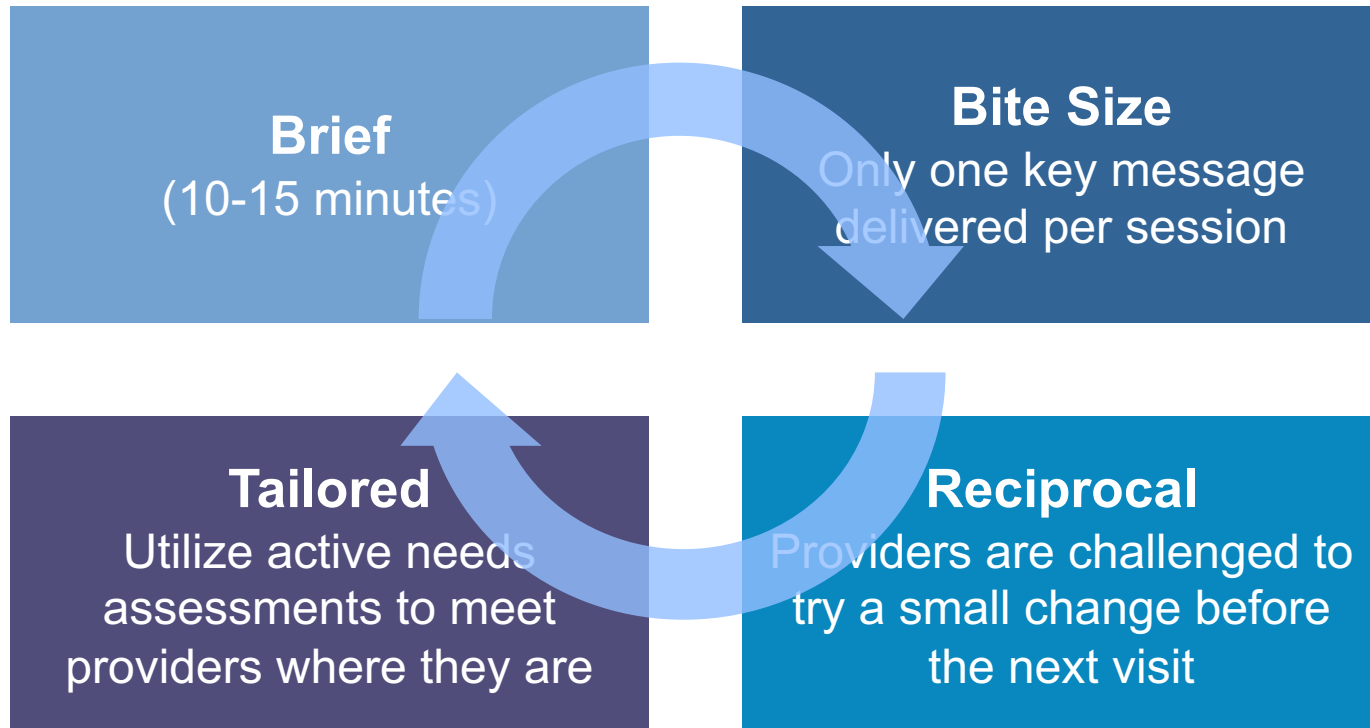 Brief
(10-15 minutes)
Bite Size
Only one key message
delivered per session
Tailored
Utilize active needs
assessments to meet
providers where they are
Reciprocal
Providers are challenged to
try a small change before
the next visit